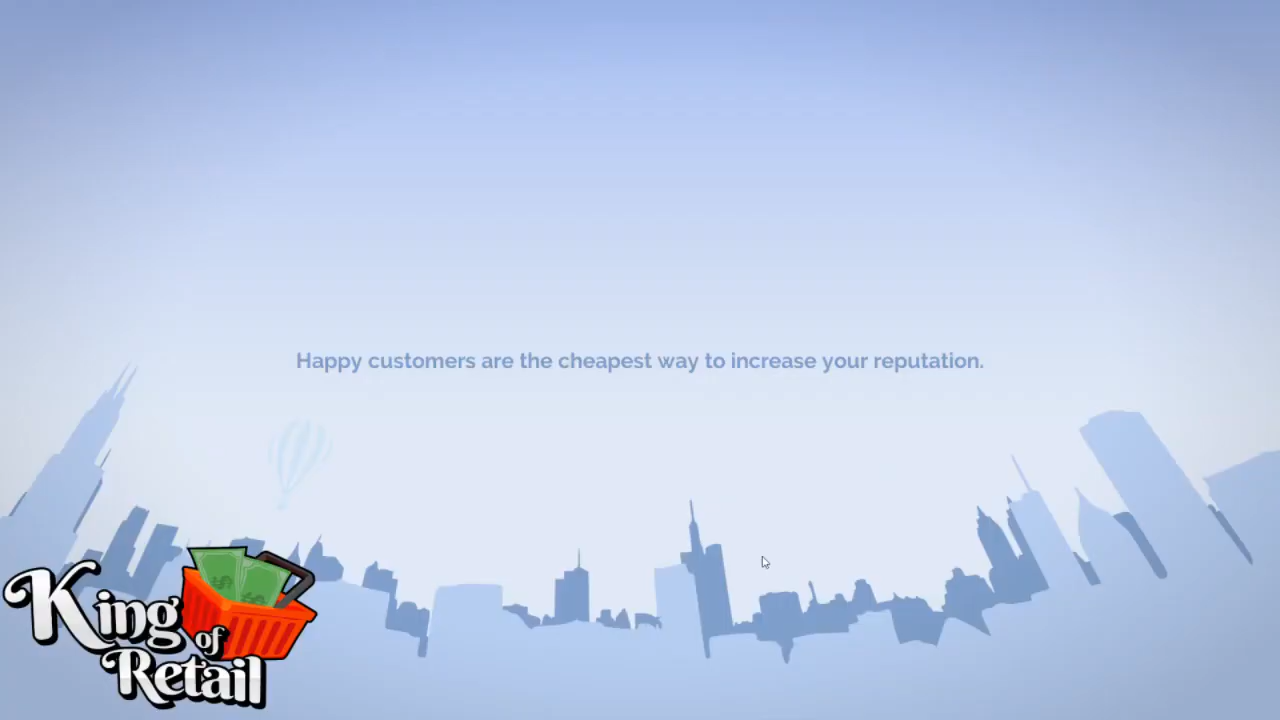 Happy customers are the cheapest way to increase your reputation.
King
of
Retail